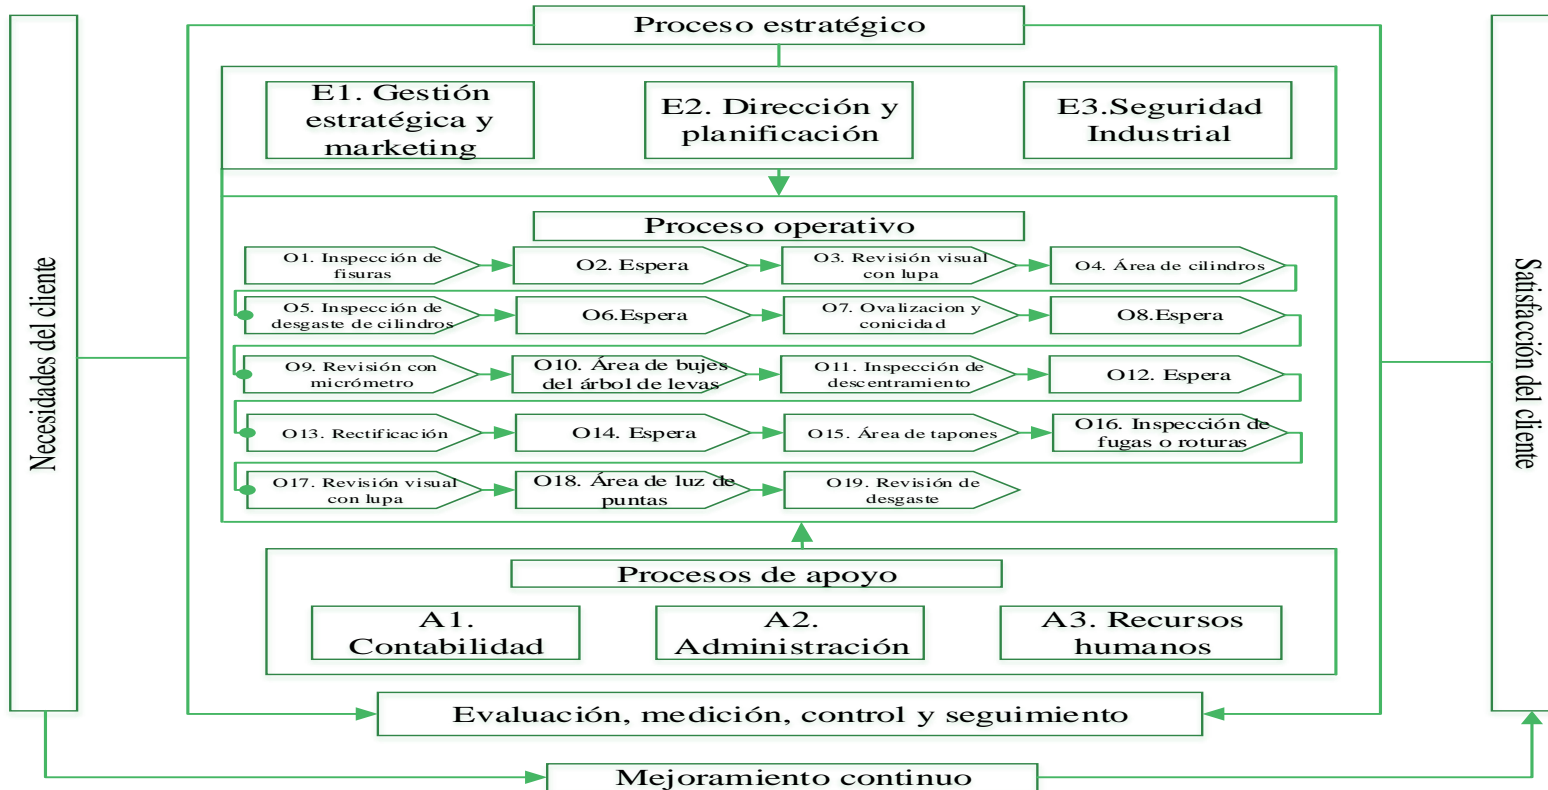 Proceso estratégico
E1. Gestión
estratégica y
marketing
E2. Dirección y
planificación
E3.Seguridad
Industrial
Necesidades del cliente
Proceso operativo
O1. Inspección de
fisuras
O2. Espera
O3. Revisión visual
con lupa
O4. Área de cilindros
O5. Inspección de
desgaste de cilindros
O6.Espera
O7. Ovalizacion y
conicidad
O8.Espera
O9. Revisión con
micrómetro
O10. Área de bujes
del árbol de levas
O11. Inspección de
descentramiento
O12. Espera
O13. Rectificación
O14. Espera
O15. Área de tapones
O16. Inspección de
fugas o roturas
O17. Revisión visual
con lupa
O18. Área de luz de
puntas
O19. Revisión de
desgaste
Satisfacción del cliente
Procesos de apoyo
A1.
Contabilidad
A2.
Administración
A3. Recursos
humanos
Evaluación, medición, control y seguimiento
Mejoramiento continuo